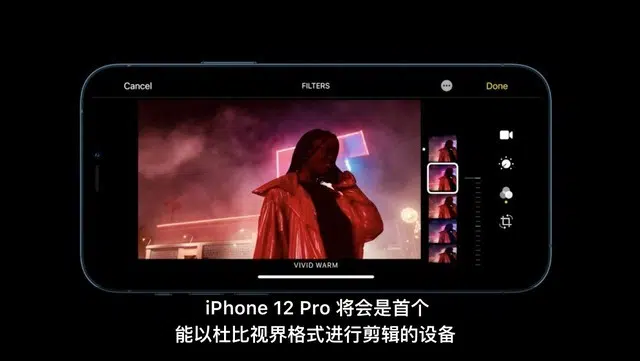 Cancel
FILTERS
Done
VIVID WARM
iPhone 12 Pro 将会是首个
能以杜比视界格式进行剪辑的设备